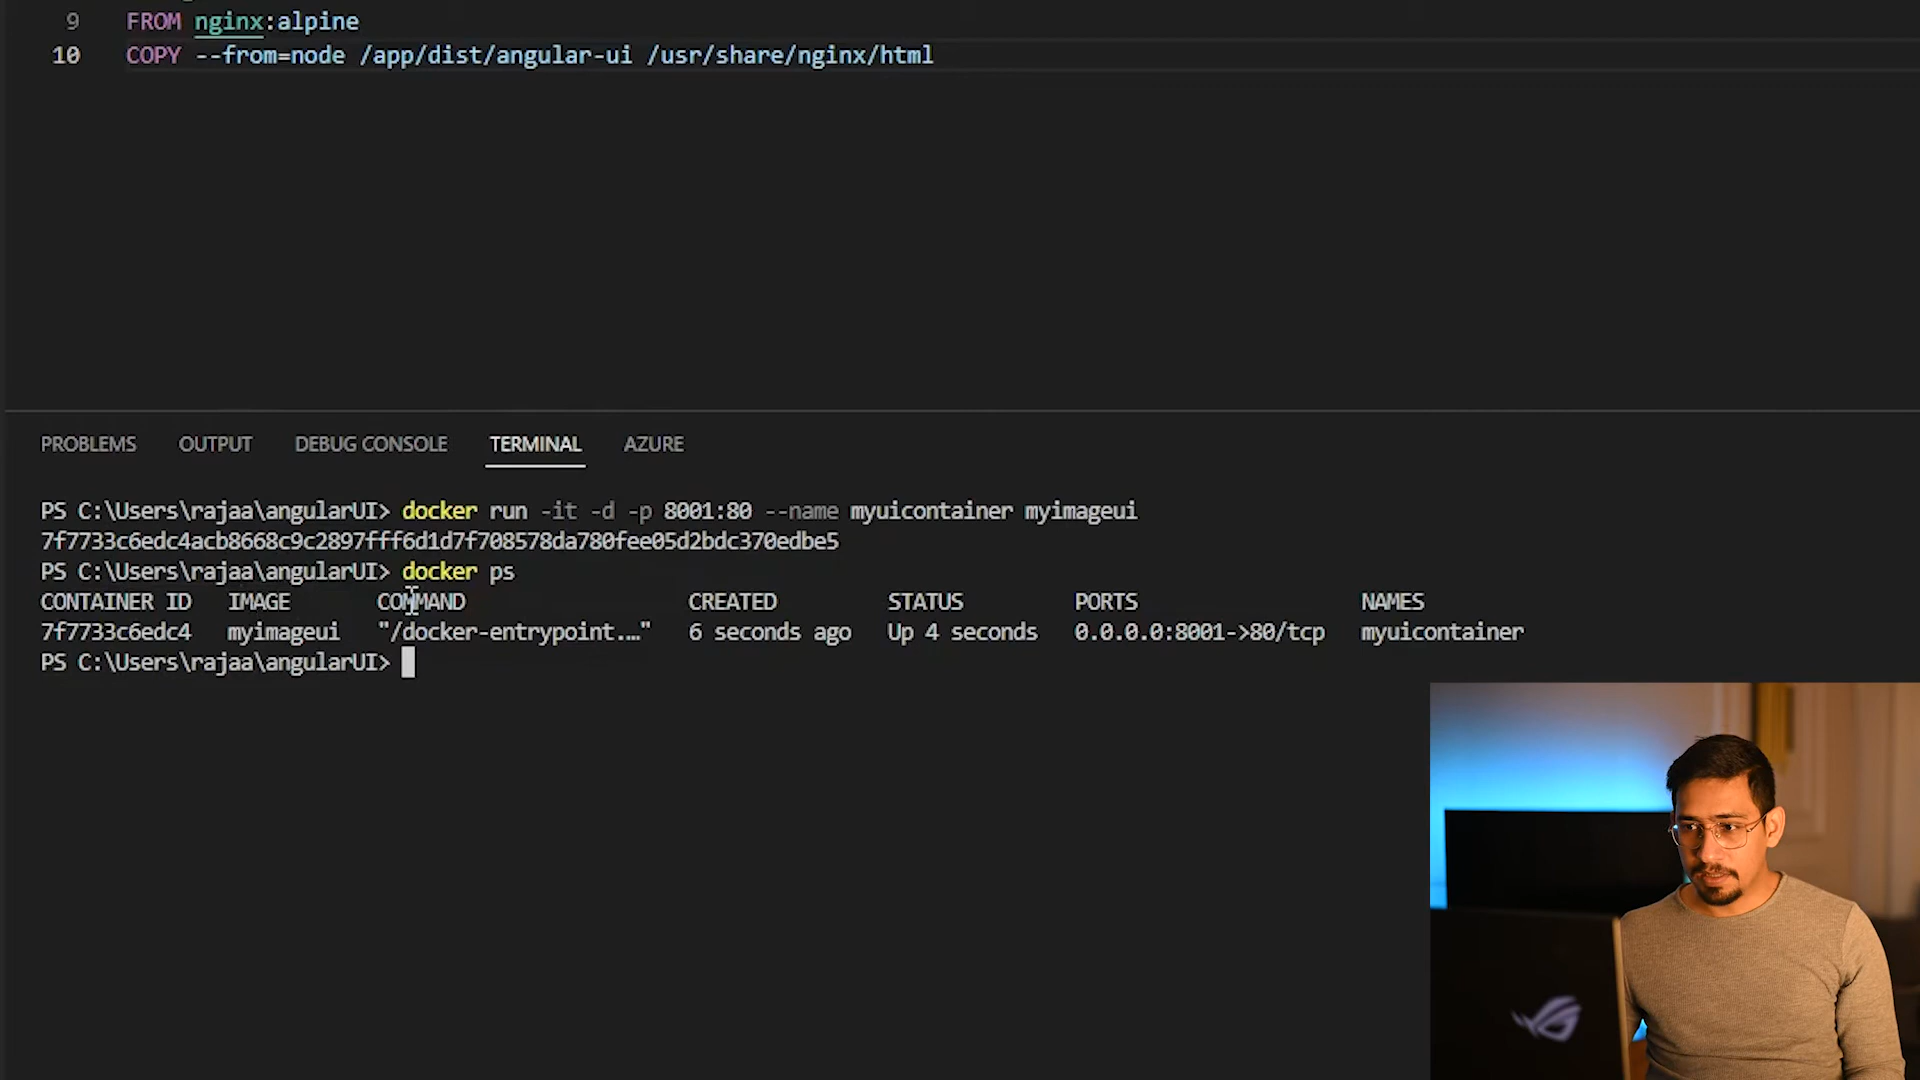 9 FROM nginx:alpine
10 COPY --from=node /app/dist/angular-ui /usr/share/nginx/html
PROBLEMS OUTPUT DEBUG CONSOLE TERMINAL AZURE
PS C:\Users\rajaa\angularUI> docker run -it -d -p 8001:80 --name myuicontainer myimageui
7f7733c6edc4acb8668c9c2897fff6d1d7f708578da780fee05d2bdc370edbe5
PS C:\Users\rajaa\angularUI> docker ps
CONTAINER ID IMAGE COMMAND CREATED STATUS PORTS NAMES
7f7733c6edc4 myimageui "/docker-entrypoint.…" 6 seconds ago Up 4 seconds 0.0.0.0:8001->80/tcp myuicontainer
PS C:\Users\rajaa\angularUI>